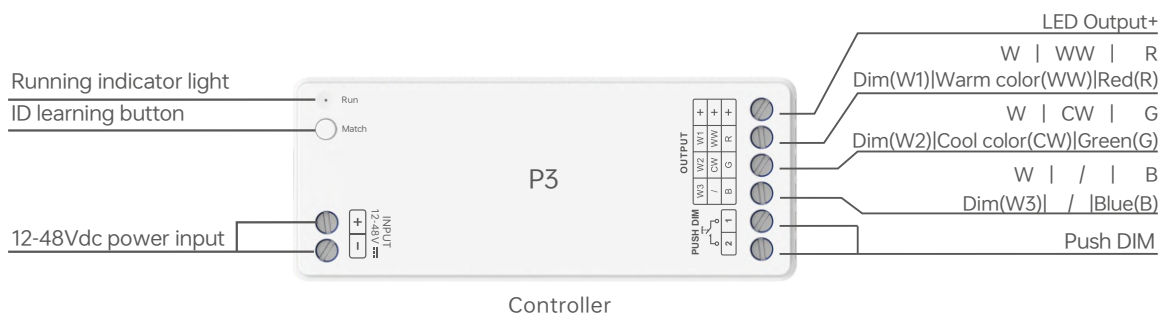 LED Output+
W | WW | R
Running indicator light
Dim(W1)|Warm color(WW)|Red(R)
Run
ID learning button
W | CW | G
Match
Dim(W2)|Cool color(CW)|Green(G)
OUTPUT
+ + +
W1 WW R
W2 CW G
W3 / B
P3
W | / | B
Dim(W3)| / |Blue(B)
12-48Vdc power input
+
-
INPUT
12-48V
PUSH DIM
1
2
Push DIM
Controller